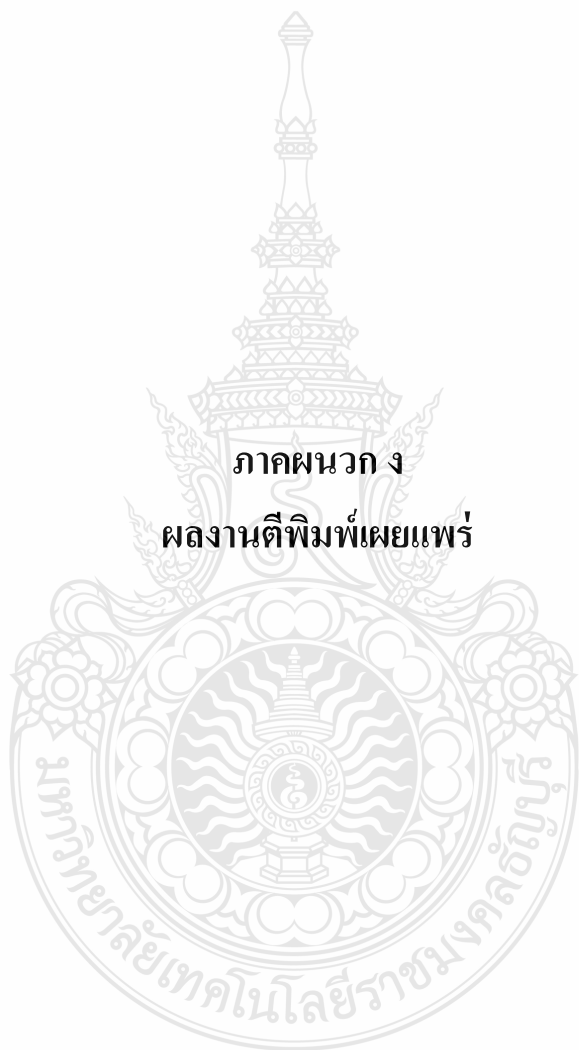 ภาคผนวก ง
ผลงานตีพิมพ์เผยแพร่
มหาวิทยาลัยเทคโนโลยีราชมงคลธัญบุรี